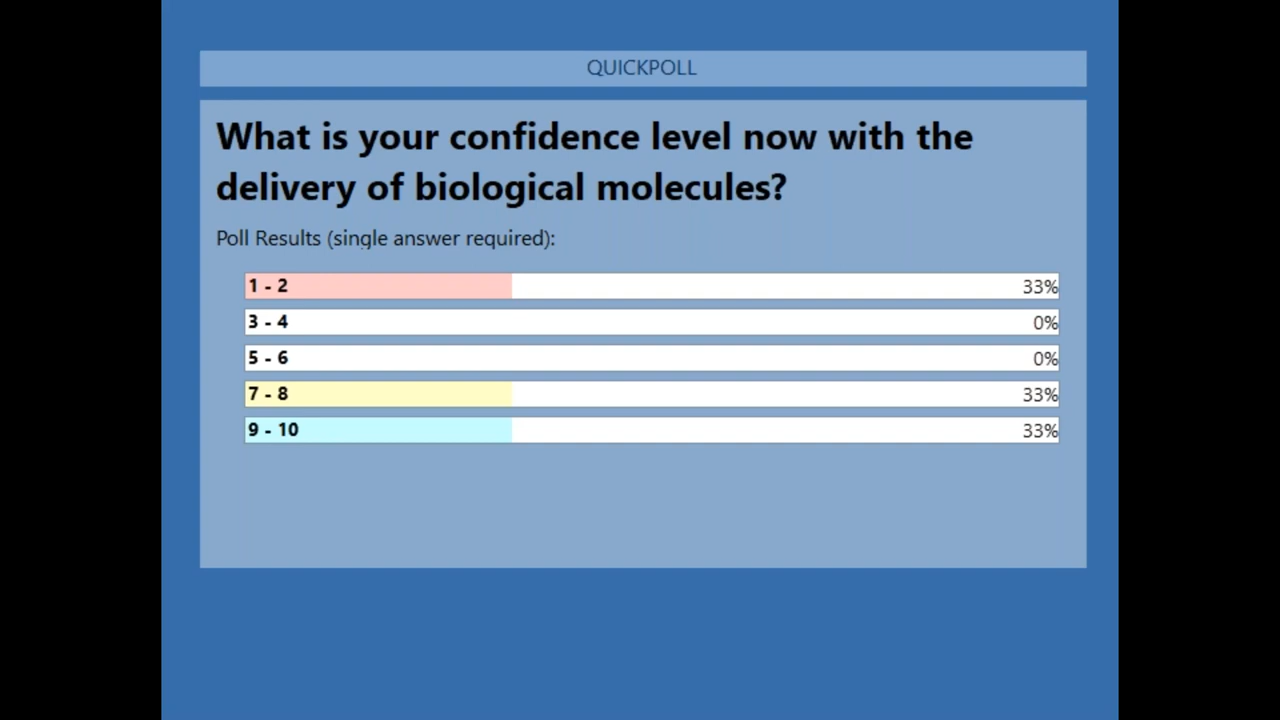 QUICKPOLL
What is your confidence level now with the
delivery of biological molecules?
Poll Results (single answer required):
1 - 2 33%
3 - 4 0%
5 - 6 0%
7 - 8 33%
9 - 10 33%